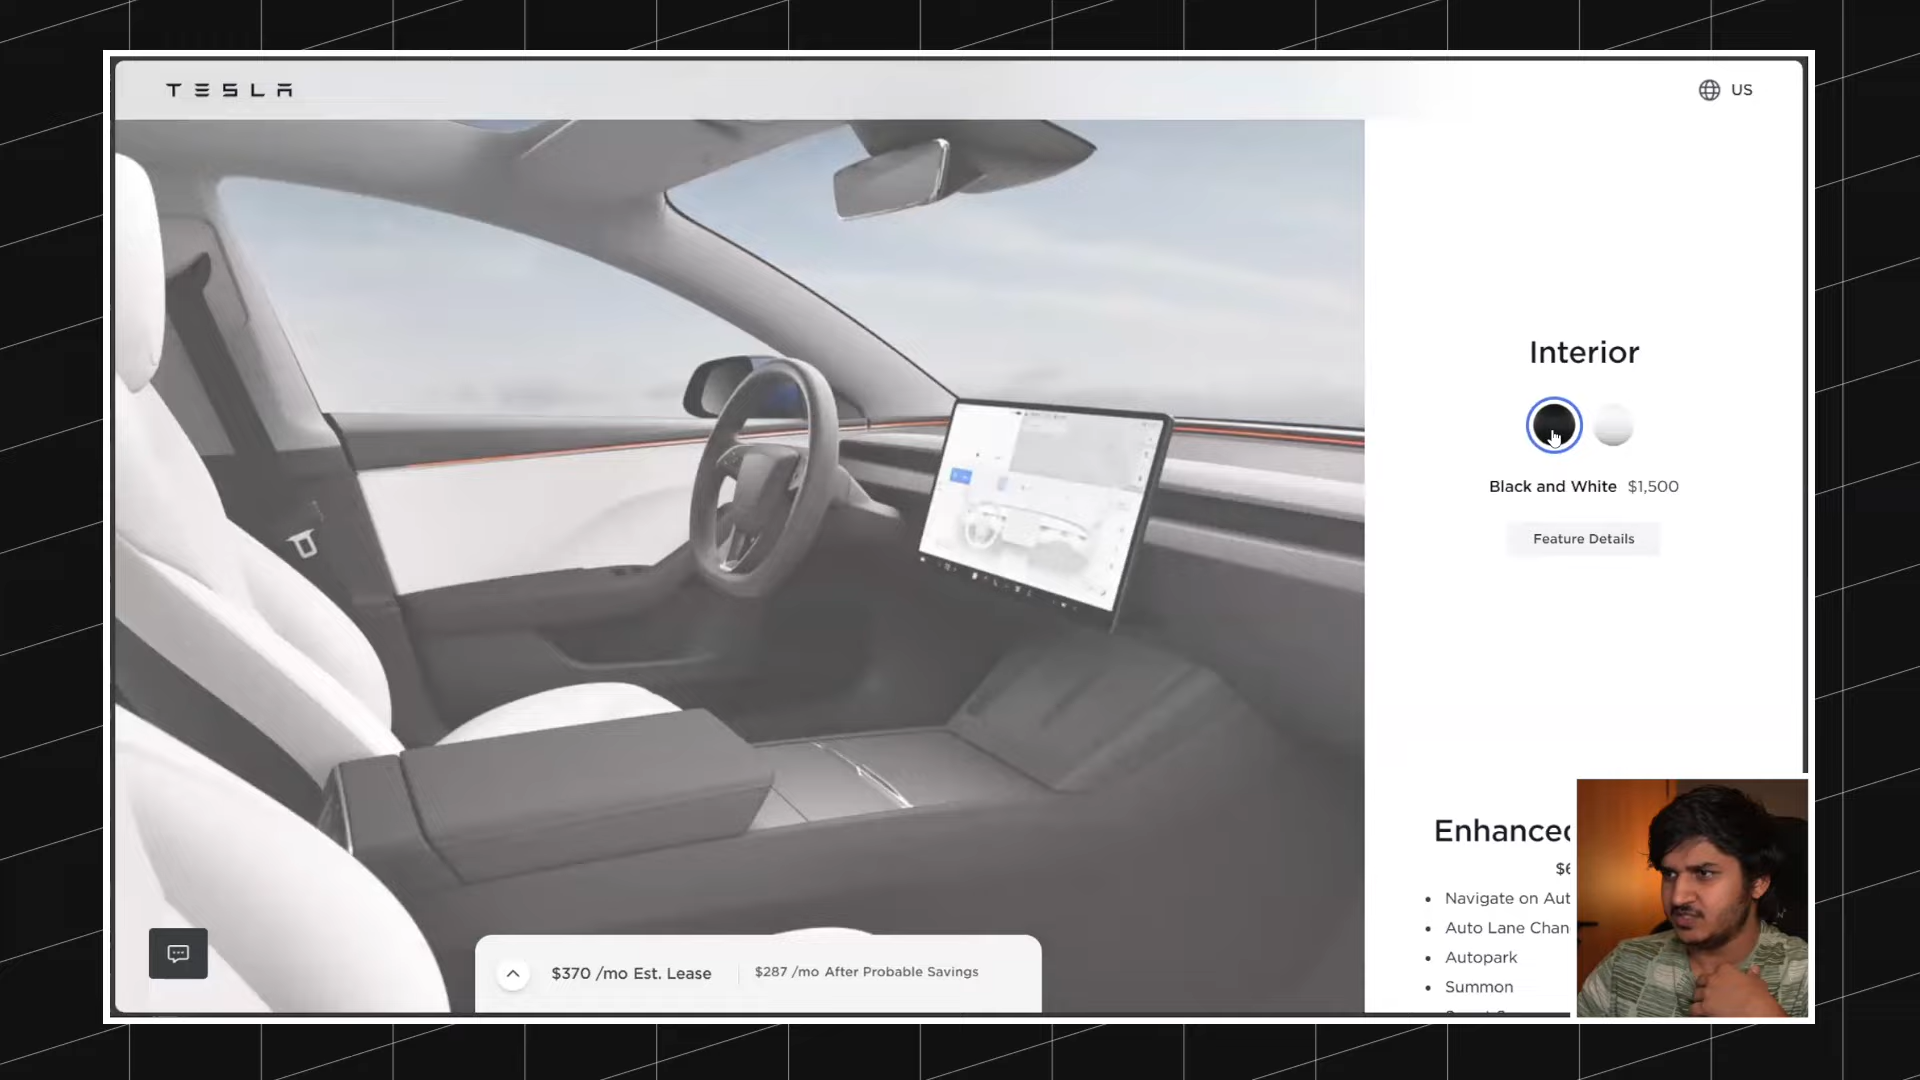 TESLA
US
Interior
Black and White $1,500
Feature Details
Enhanced
Navigate on Aut
Auto Lane Chan
Autopark
Summon
$370 /mo Est. Lease
$287 /mo After Probable Savings